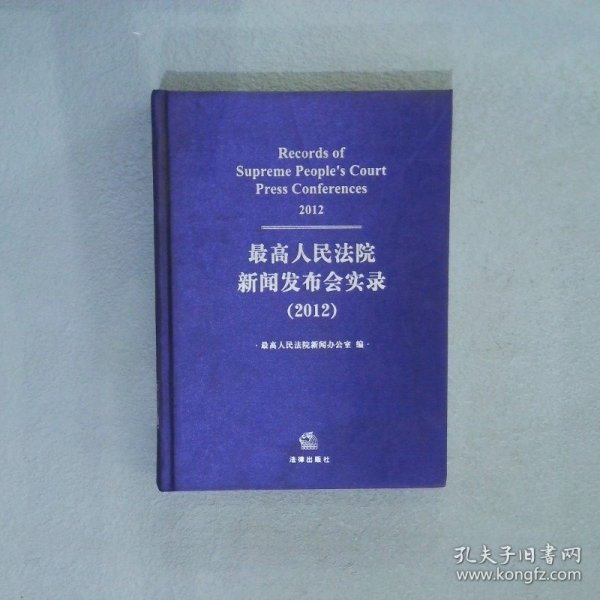 Records of
Supreme People's Court
Press Conferences
2012
最高人民法院
新闻发布会实录
(2012)
·最高人民法院新闻办公室 编·
法律出版社
孔夫子旧书网
www.kongfz.com